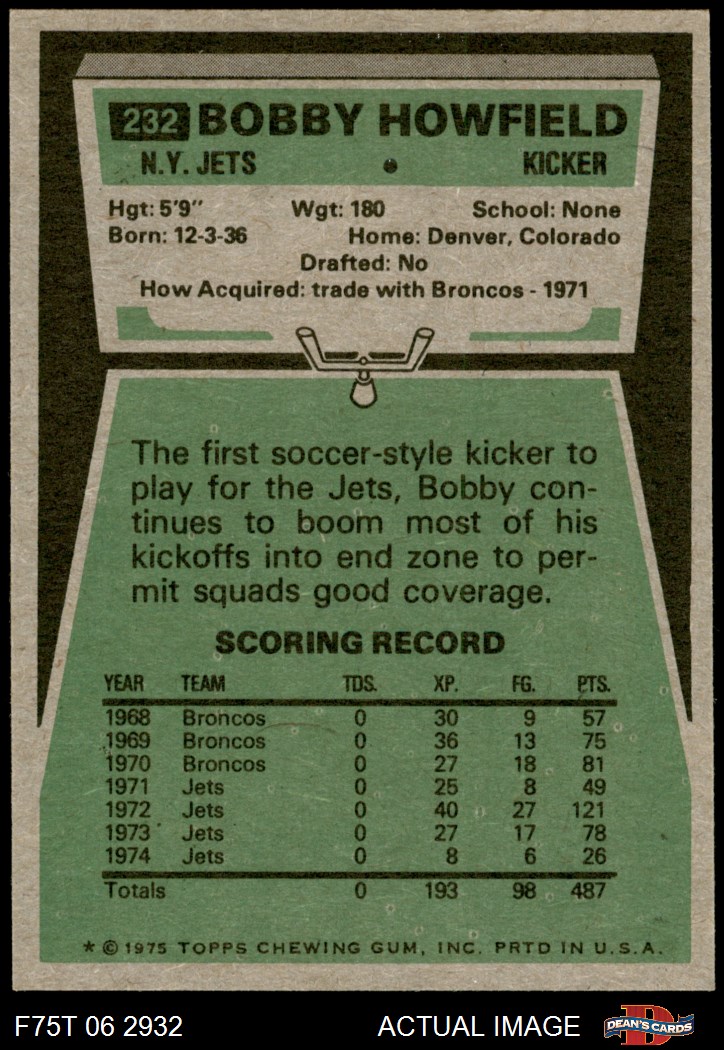 232 BOBBY HOWFIELD
N.Y. JETS • KICKER
Hgt: 5'9" Wgt: 180 School: None
Born: 12-3-36 Home: Denver, Colorado
Drafted: No
How Acquired: trade with Broncos - 1971
The first soccer-style kicker to
play for the Jets, Bobby con-
tinues to boom most of his
kickoffs into end zone to per-
mit squads good coverage.
SCORING RECORD
YEAR TEAM TDS. XP. FG. PTS.
1968 Broncos 0 30 9 57
1969 Broncos 0 36 13 75
1970 Broncos 0 27 18 81
1971 Jets 0 25 8 49
1972 Jets 0 40 27 121
1973 Jets 0 27 17 78
1974 Jets 0 8 6 26
Totals 0 193 98 487
* © 1975 TOPPS CHEWING GUM, INC. PRTD IN U.S.A.
F75T 06 2932 ACTUAL IMAGE D DEAN'S CARDS